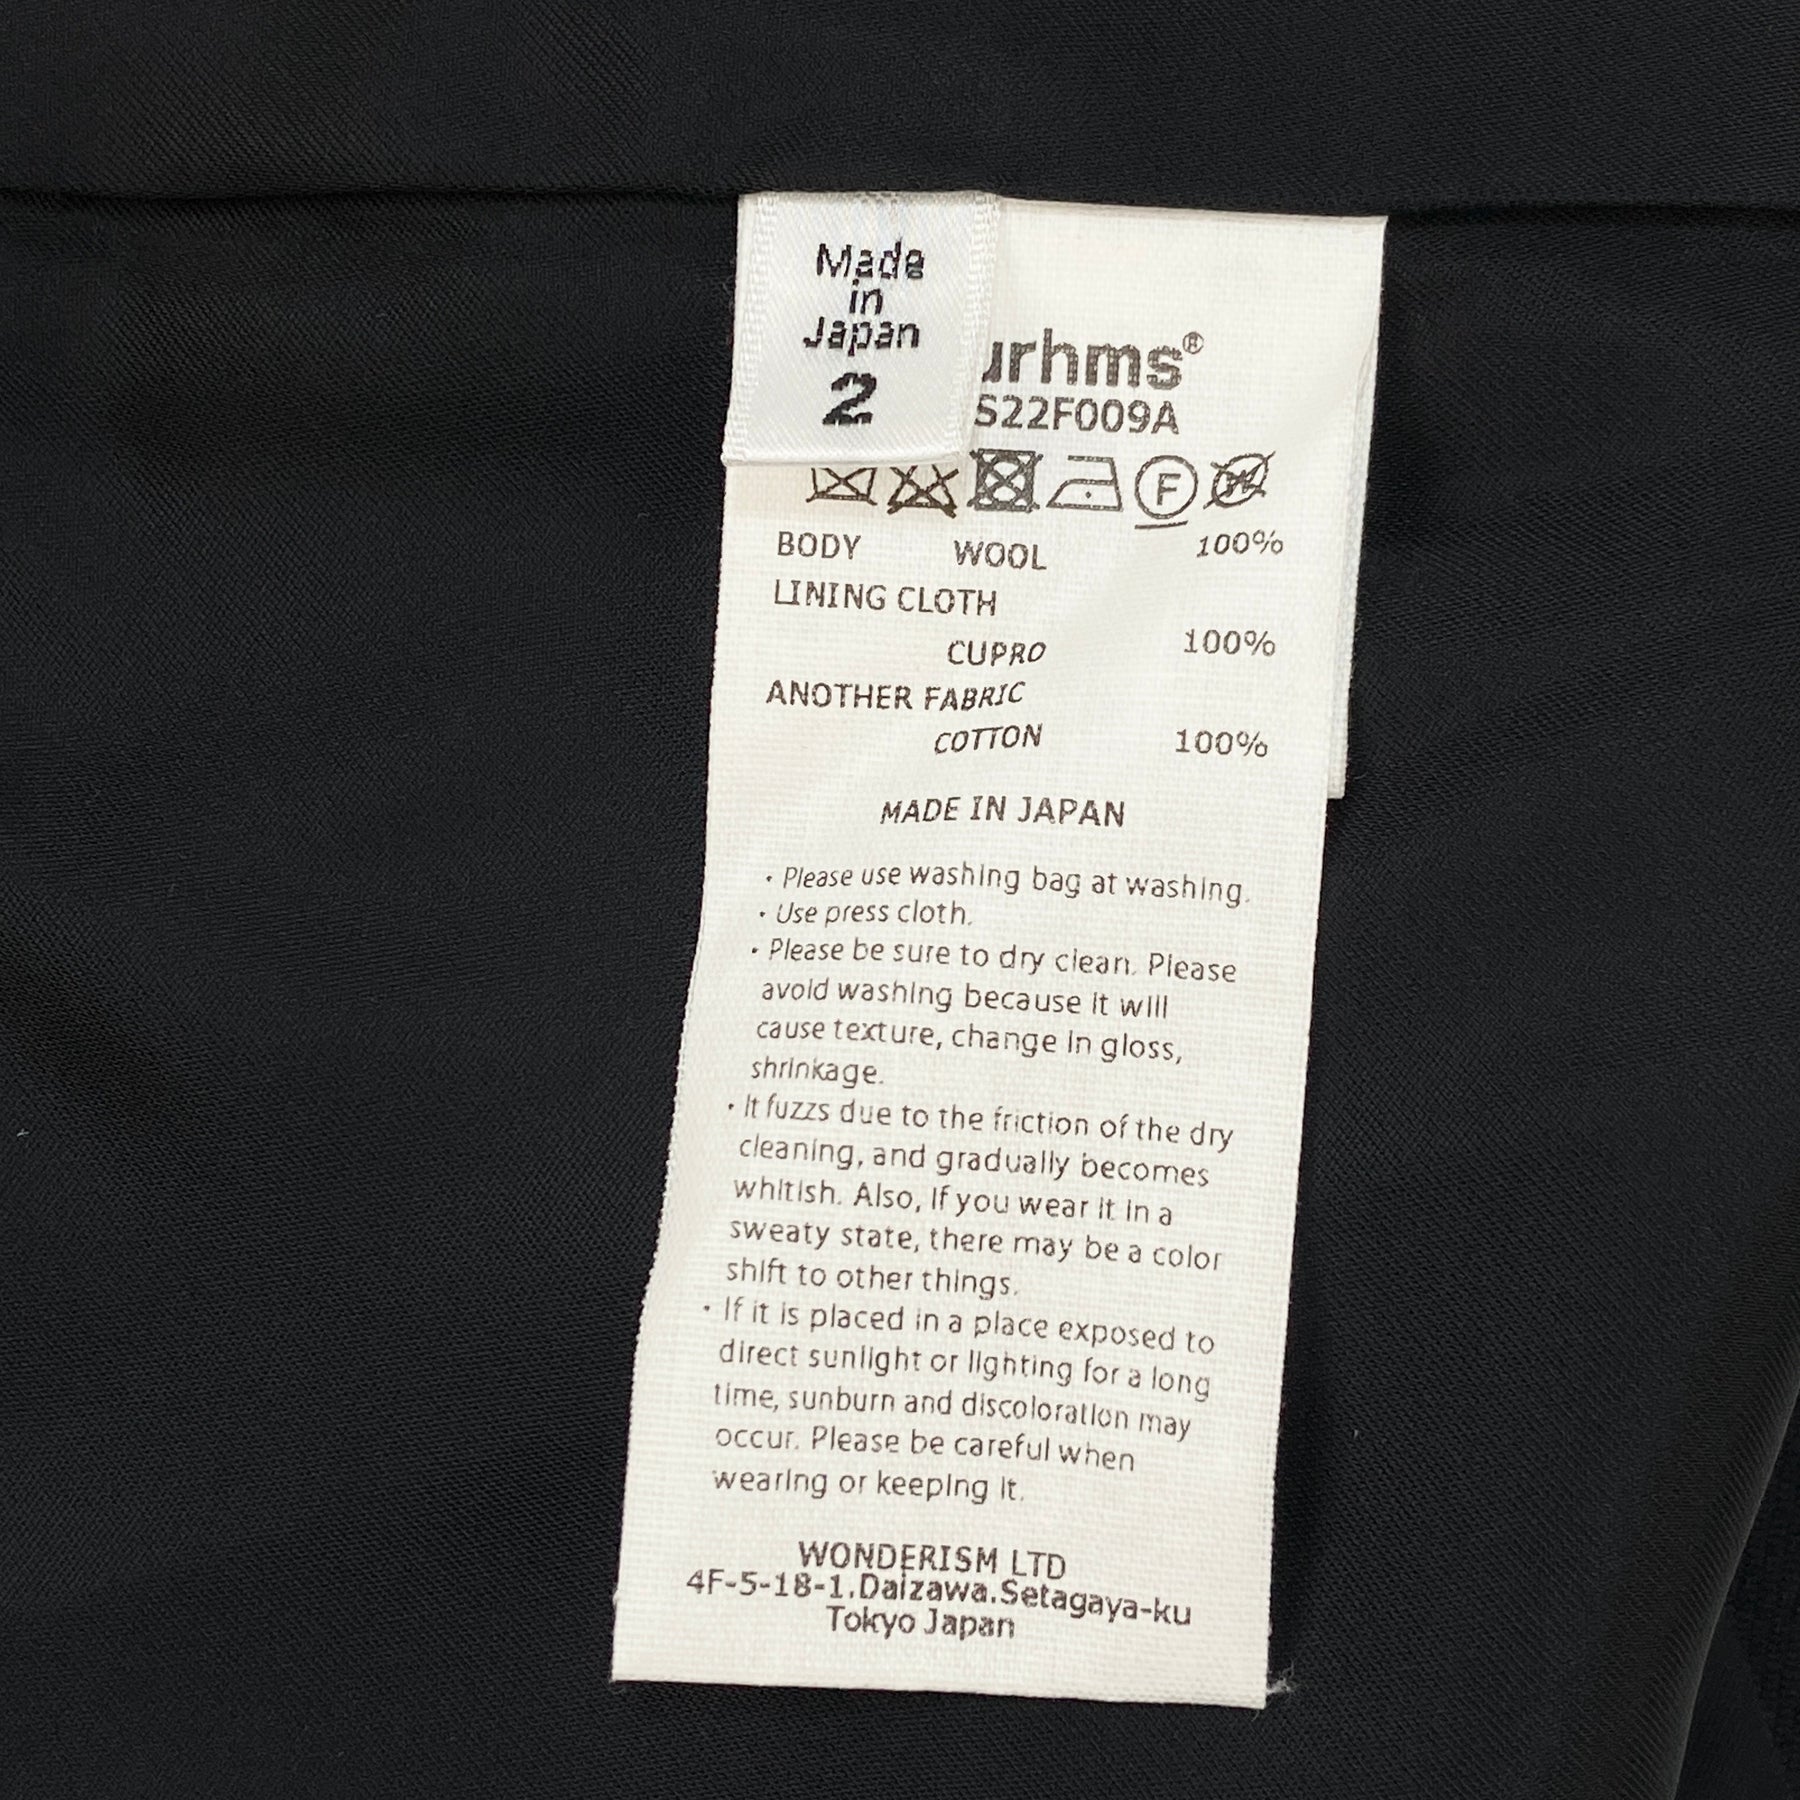 Made
in
Japan
2
urhms®
S22F009A
F
W
BODY WOOL 100%
LINING CLOTH
CUPRO 100%
ANOTHER FABRIC
COTTON 100%
MADE IN JAPAN
・Please use washing bag at washing.
・Use press cloth.
・Please be sure to dry clean. Please
avoid washing because it will
cause texture, change in gloss,
shrinkage.
・It fuzzs due to the friction of the dry
cleaning, and gradually becomes
whitish. Also, if you wear it in a
sweaty state, there may be a color
shift to other things.
・If it is placed in a place exposed to
direct sunlight or lighting for a long
time, sunburn and discoloration may
occur. Please be careful when
wearing or keeping it.
WONDERISM LTD
4F-5-18-1.Daizawa.Setagaya-ku
Tokyo Japan